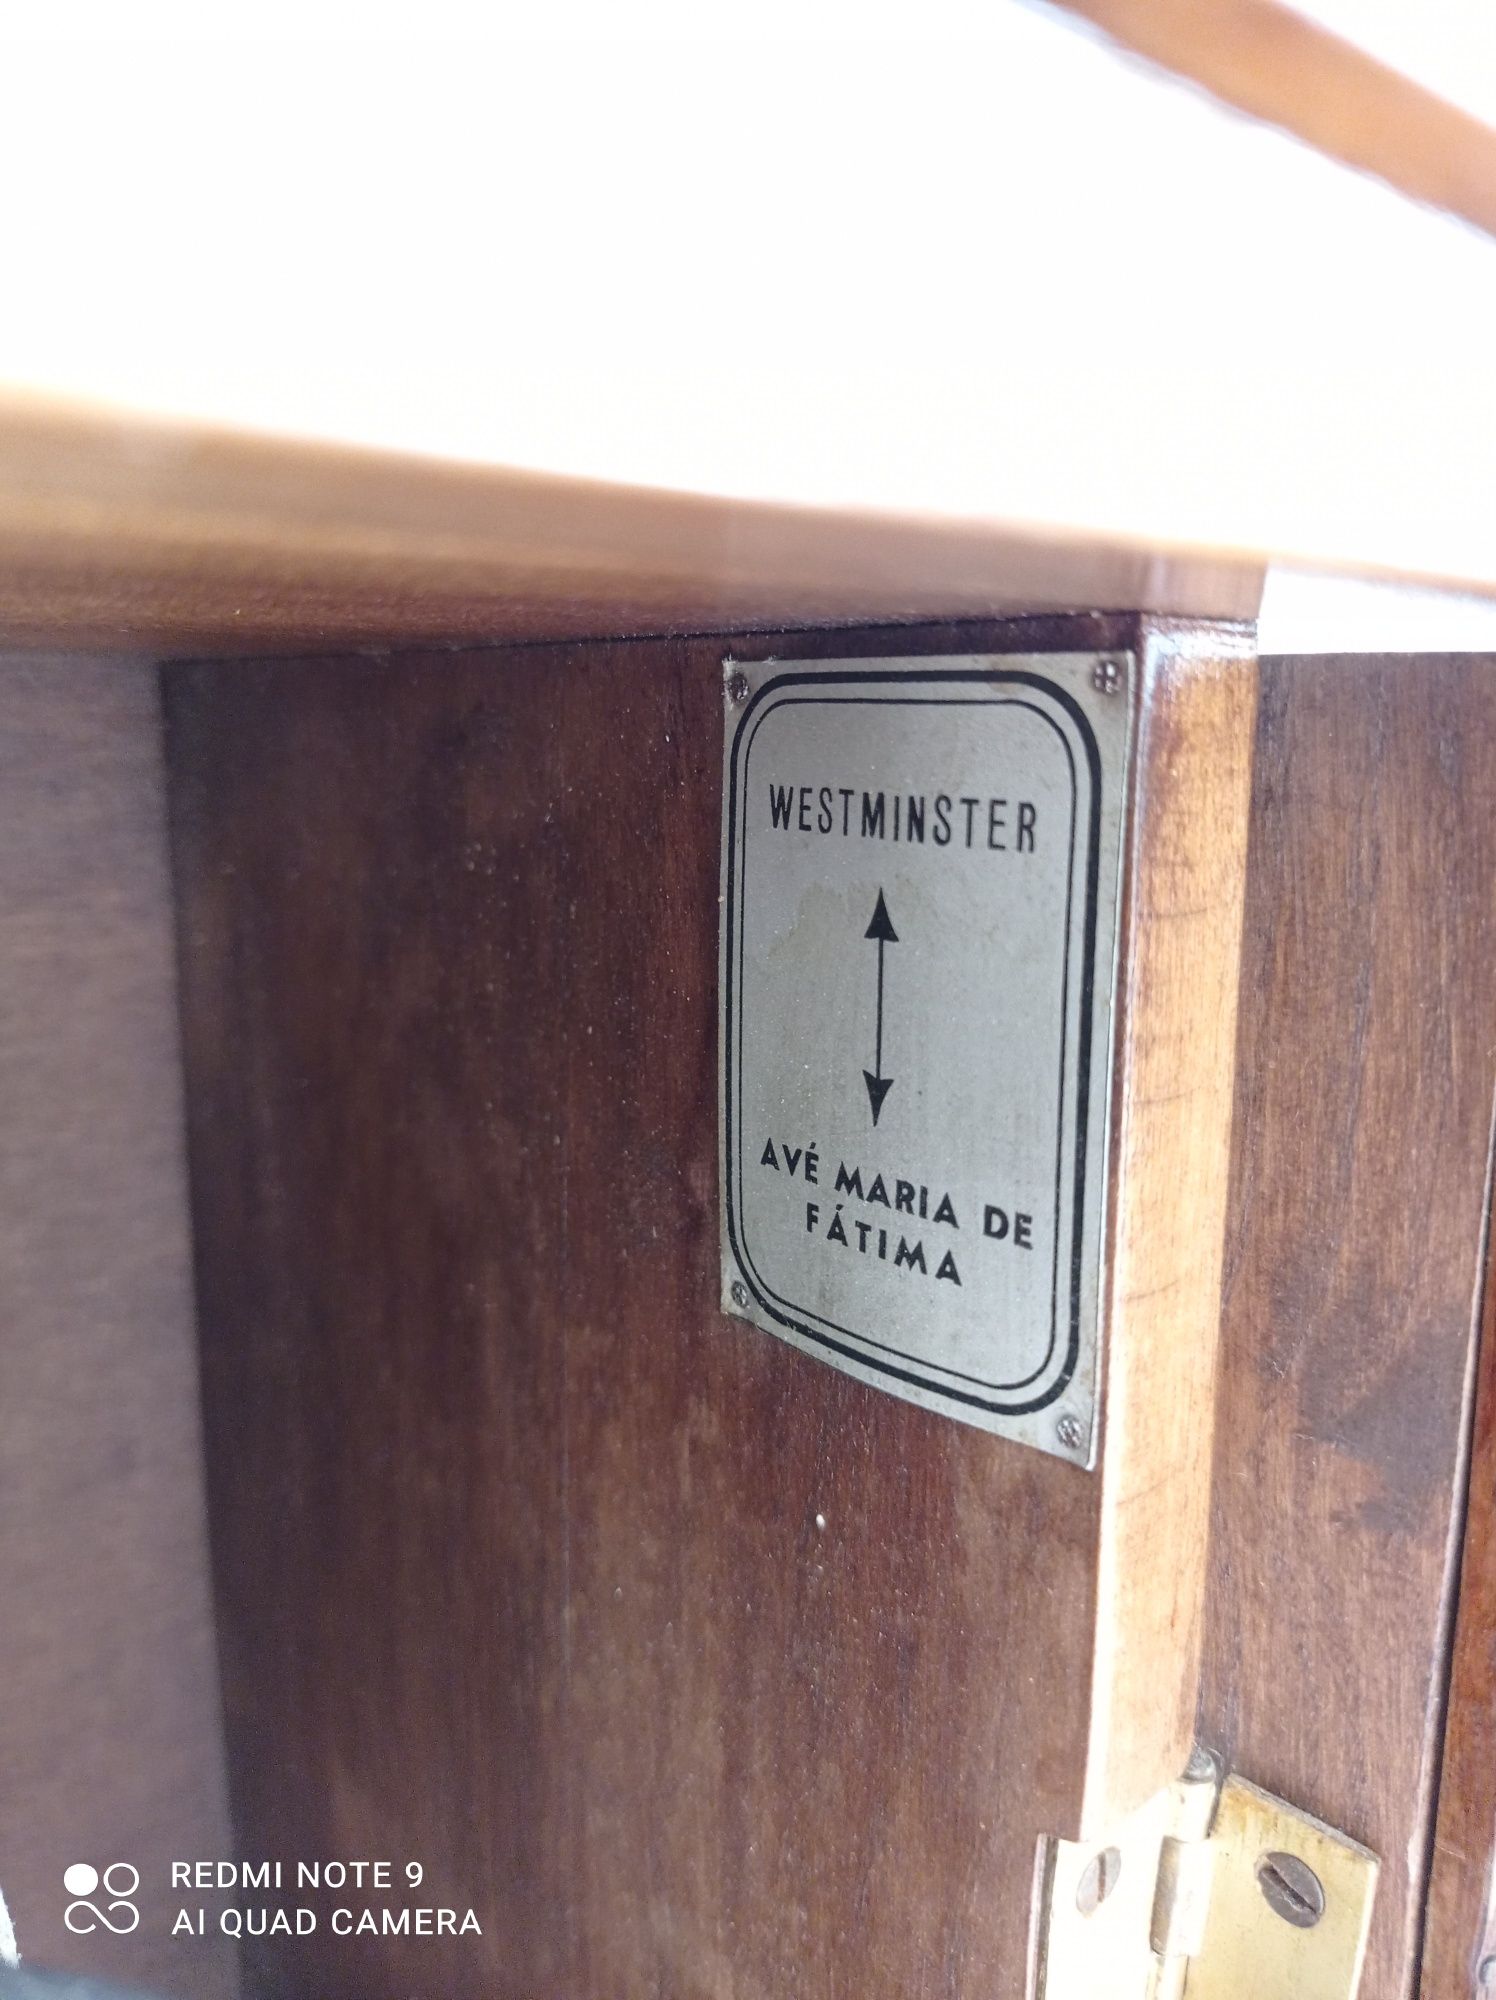 WESTMINSTER
AVÉ MARIA DE
FÁTIMA
REDMI NOTE 9
AI QUAD CAMERA